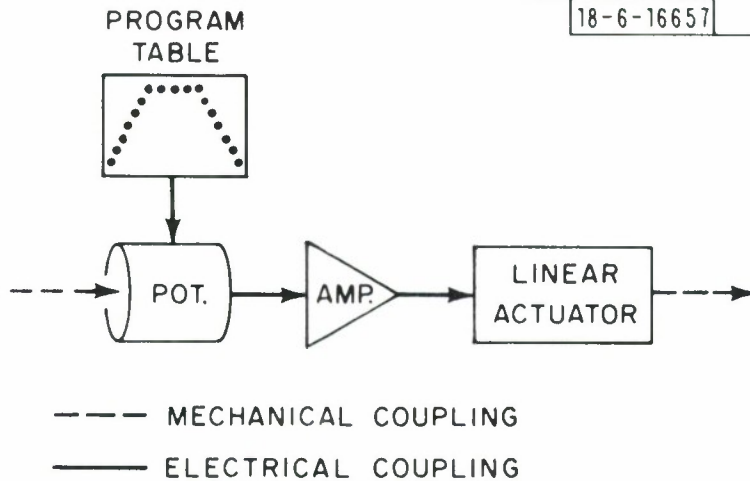 18-6-16657
PROGRAM
TABLE
POT.
AMP.
LINEAR
ACTUATOR
MECHANICAL COUPLING
ELECTRICAL COUPLING